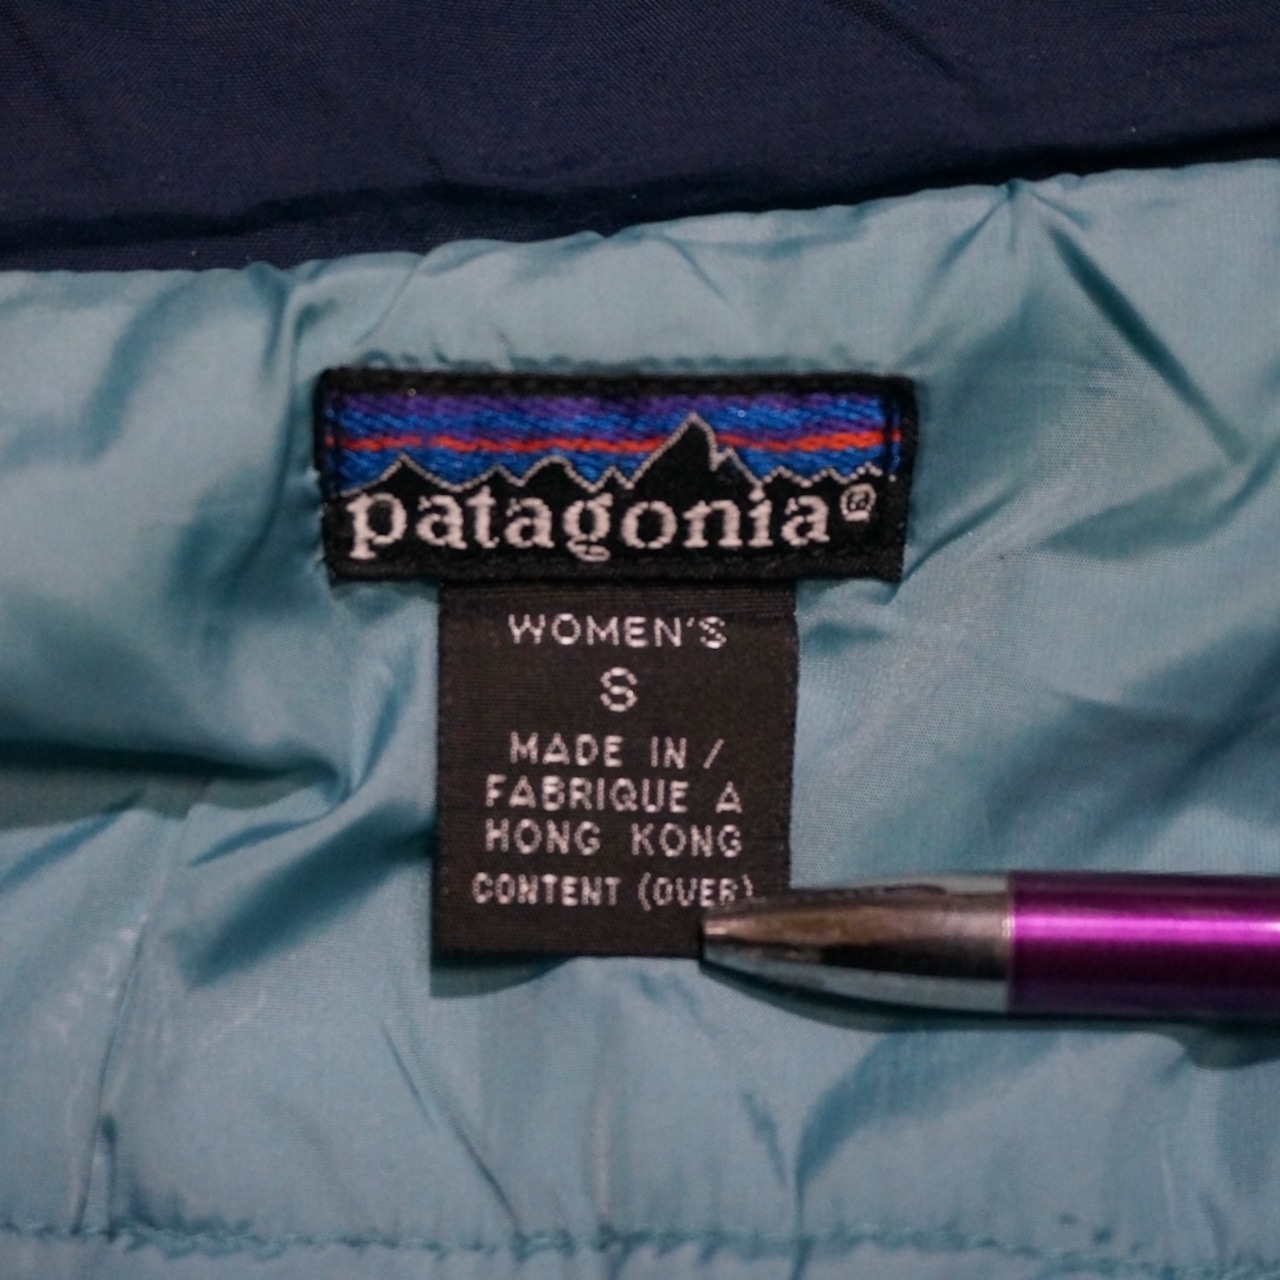 patagonia®
WOMEN'S
S
MADE IN /
FABRIQUE A
HONG KONG
CONTENT (OVER)